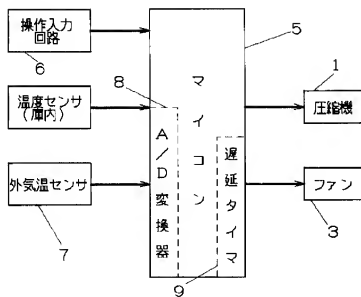 操作入力
回路
6
温度センサ
(庫内)
外気温センサ
7
8
A/D変換器
マイコン
遅延タイマ
9
5
1
圧縮機
ファン
3